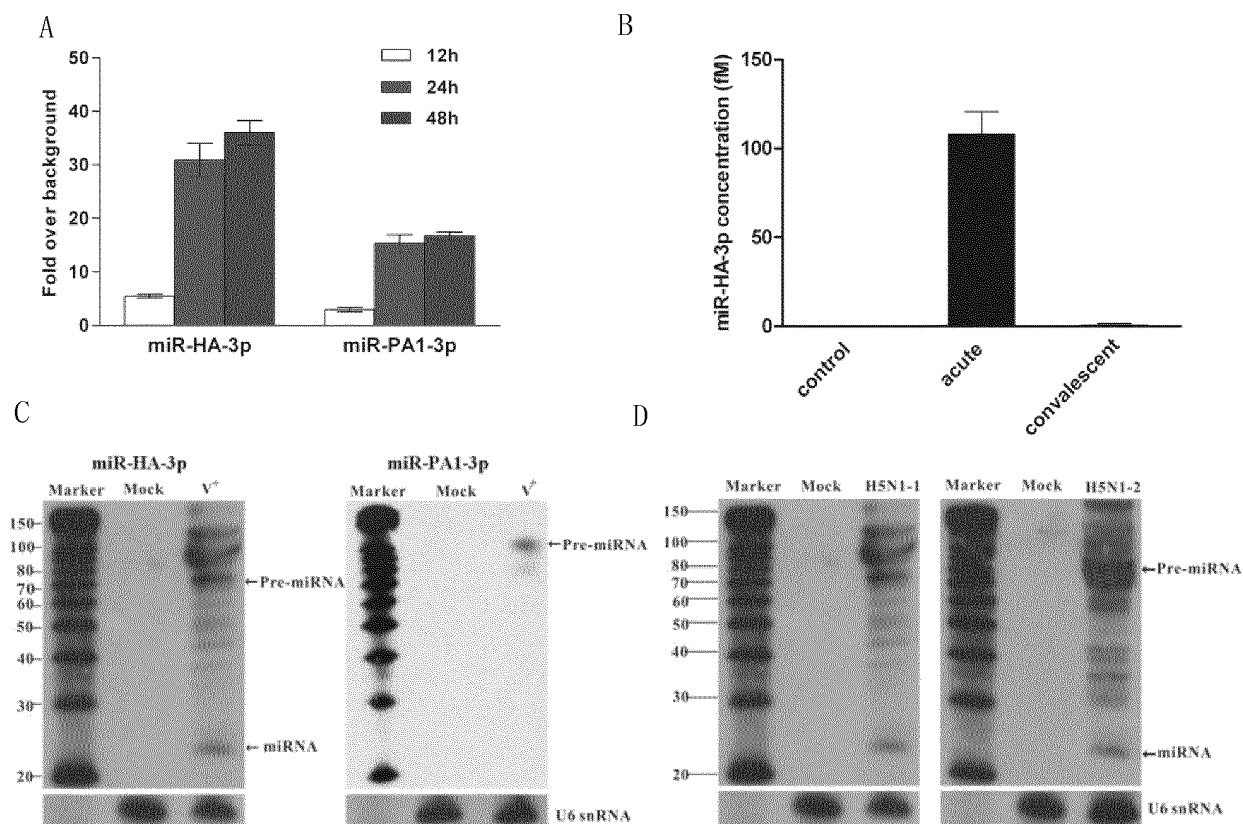 A
50
40
30
20
10
0
Fold over background
12h
24h
48h
miR-HA-3p
miR-PA1-3p
B
150
100
50
0
miR-HA-3p concentration (fM)
control
acute
convalescent
C
miR-HA-3p
Marker Mock V+
150
100
80
70
60
50
40
30
20
←Pre-miRNA
←miRNA
miR-PA1-3p
Marker Mock V+
←Pre-miRNA
U6 snRNA
D
Marker Mock H5N1-1
150
100
80
70
60
50
40
30
20
Marker Mock H5N1-2
←Pre-miRNA
←miRNA